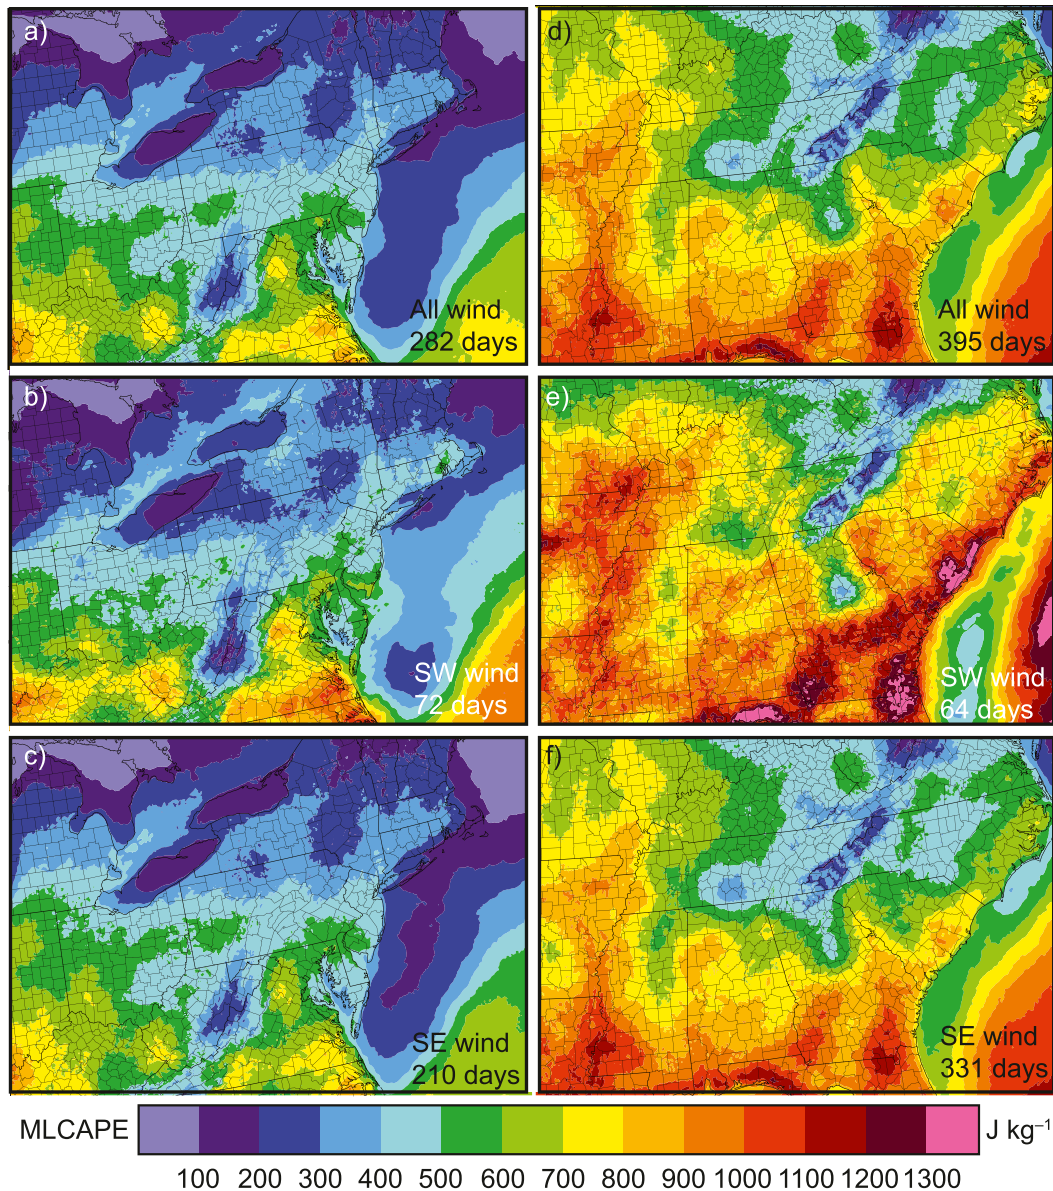 a)
All wind
282 days
d)
All wind
395 days
b)
SW wind
72 days
e)
SW wind
64 days
c)
SE wind
210 days
f)
SE wind
331 days
MLCAPE
J kg⁻¹
100 200 300 400 500 600 700 800 900 1000 1100 1200 1300